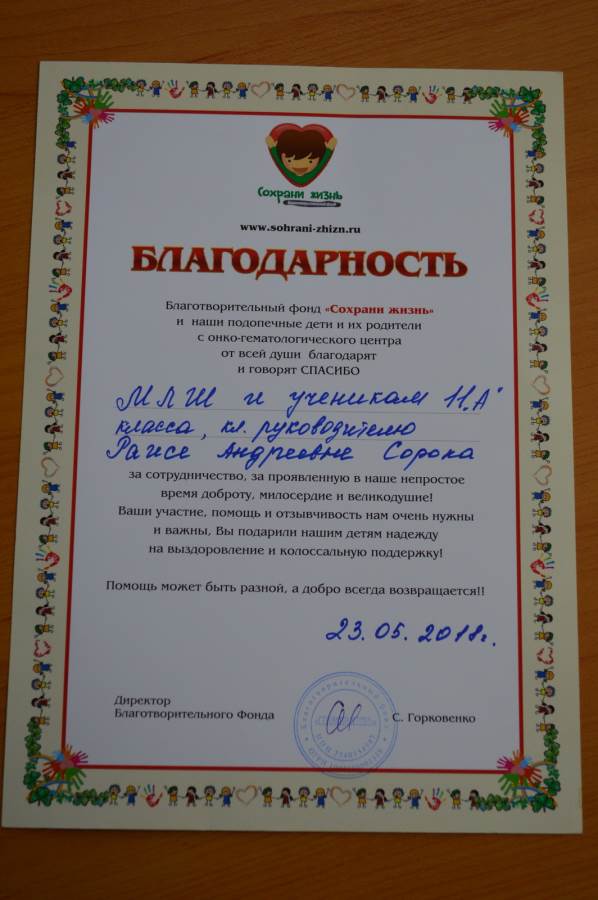 Сохрани жизнь
www.sohrani-zhizn.ru
БЛАГОДАРНОСТЬ
Благотворительный фонд «Сохрани жизнь»
и наши подопечные дети и их родители
с онко-гематологического центра
от всей души благодарят
и говорят СПАСИБО
МЛШ и ученикам 11„А"
класса, кл. руководителю
Раисе Андреевне Сорока
за сотрудничество, за проявленную в наше непростое
время доброту, милосердие и великодушие!
Ваши участие, помощь и отзывчивость нам очень нужны
и важны, Вы подарили нашим детям надежду
на выздоровление и колоссальную поддержку!
Помощь может быть разной, а добро всегда возвращается!!
23.05.2011г.
Директор
Благотворительного Фонда
С. Горковенко